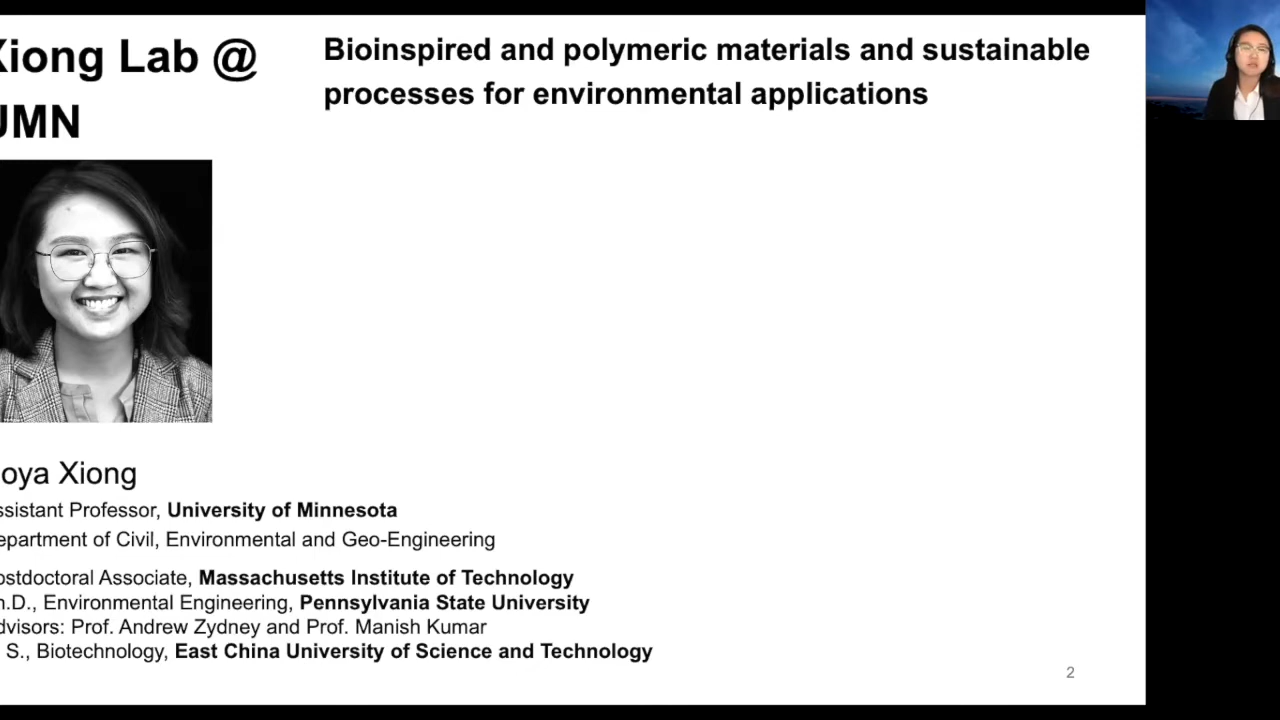 Xiong Lab @
UMN
Bioinspired and polymeric materials and sustainable
processes for environmental applications
oya Xiong
ssistant Professor, University of Minnesota
epartment of Civil, Environmental and Geo-Engineering
ostdoctoral Associate, Massachusetts Institute of Technology
h.D., Environmental Engineering, Pennsylvania State University
dvisors: Prof. Andrew Zydney and Prof. Manish Kumar
S., Biotechnology, East China University of Science and Technology
2